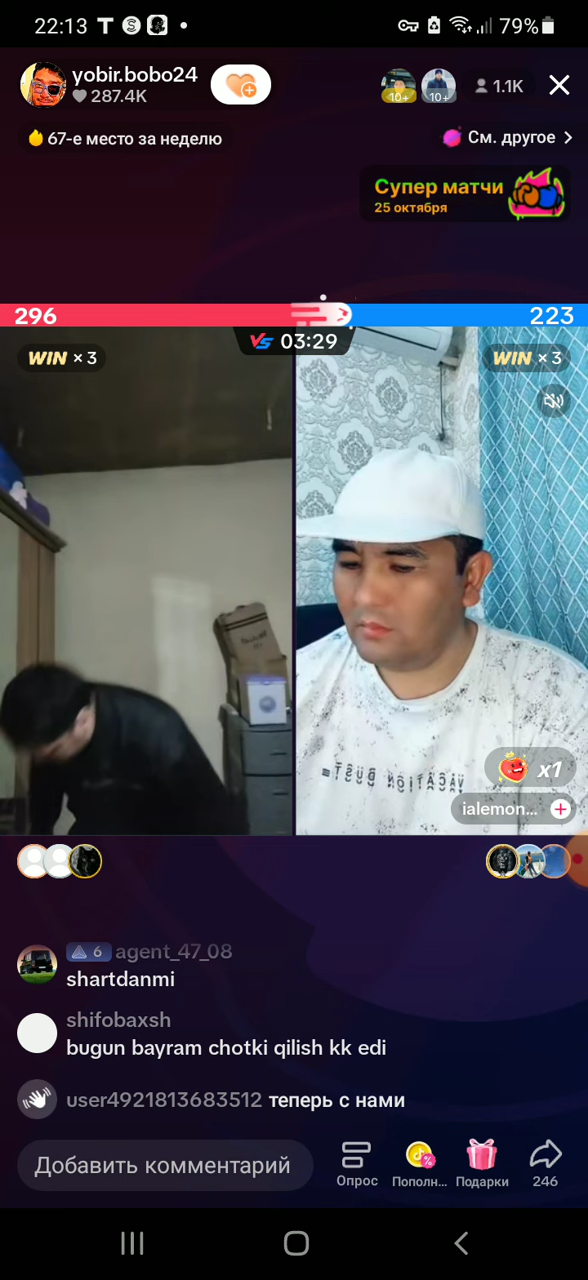 22:13
79%
yobir.bobo24
287.4K
10+
10+
1.1K
67-е место за неделю
См. другое
Супер матчи
25 октября
296
223
VS 03:29
WIN × 3
WIN × 3
x1
ialemon...
6 agent_47_08
shartdanmi
shifobaxsh
bugun bayram chotki qilish kk edi
user4921813683512 теперь с нами
Добавить комментарий
Опрос
Пополн...
Подарки
246